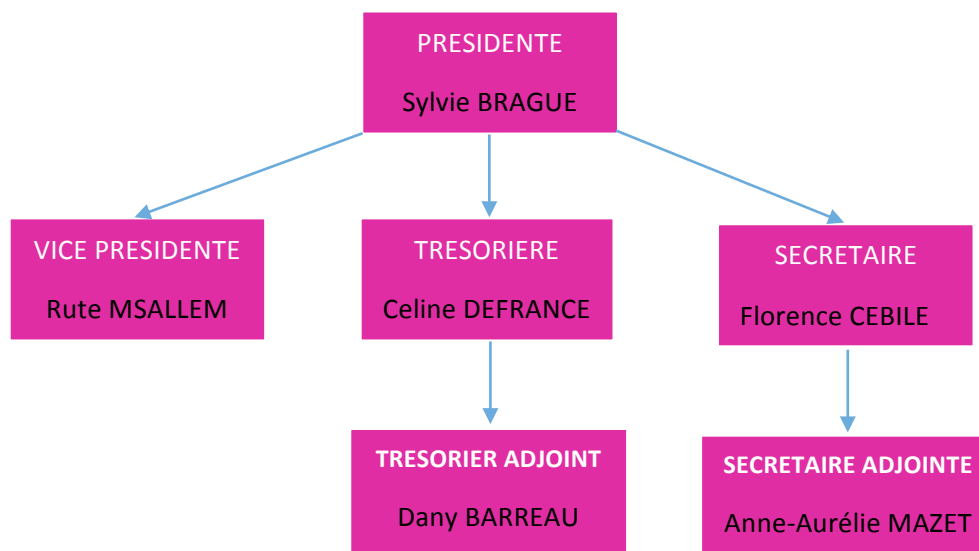 PRESIDENTE
Sylvie BRAGUE
VICE PRESIDENTE
Rute MSALLEM
TRESORIERE
Celine DEFRANCE
SECRETAIRE
Florence CEBILE
TRESORIER ADJOINT
Dany BARREAU
SECRETAIRE ADJOINTE
Anne-Aurélie MAZET